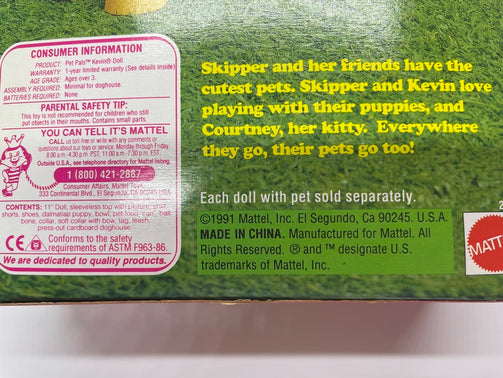 CONSUMER INFORMATION
PRODUCT: Pet Pals™ Kevin® Doll
WARRANTY: 1-year limited warranty (See details inside)
AGE GRADE: Ages over 3.
ASSEMBLY REQUIRED: Minimal for doghouse.
BATTERIES REQUIRED: None
PARENTAL SAFETY TIP:
This toy is not recommended for children who still
put objects in their mouths. Contains small parts.
YOU CAN TELL IT'S MATTEL
CALL us toll-free or write with any comments or
questions about our toys or service. Monday through Friday,
8:00 a.m.-4:30 p.m. PST, 11:00 a.m.-7:30 p.m. EST.
Outside U.S.A., see telephone directory for Mattel listing.
1 (800) 421-2887
Consumer Affairs, Mattel Toys
333 Continental Blvd., El Segundo, CA 90245 USA
CONTENTS: 11" Doll, sleeveless top with picture, shirt,
shorts, shoes, dalmatian puppy, bowl, pet food "can", ball,
bone, collar, soft collar with bow, tag, leash,
press-out cardboard doghouse.
CE
Conforms to the safety
requirements of ASTM F963-86.
We are dedicated to quality products.
Skipper and her friends have the
cutest pets. Skipper and Kevin love
playing with their puppies, and
Courtney, her kitty. Everywhere
they go, their pets go too!
Each doll with pet sold separately.
©1991 Mattel, Inc. El Segundo, Ca 90245. U.S.A.
MADE IN CHINA. Manufactured for Mattel. All
Rights Reserved. ® and ™ designate U.S.
trademarks of Mattel, Inc.
2
MATT